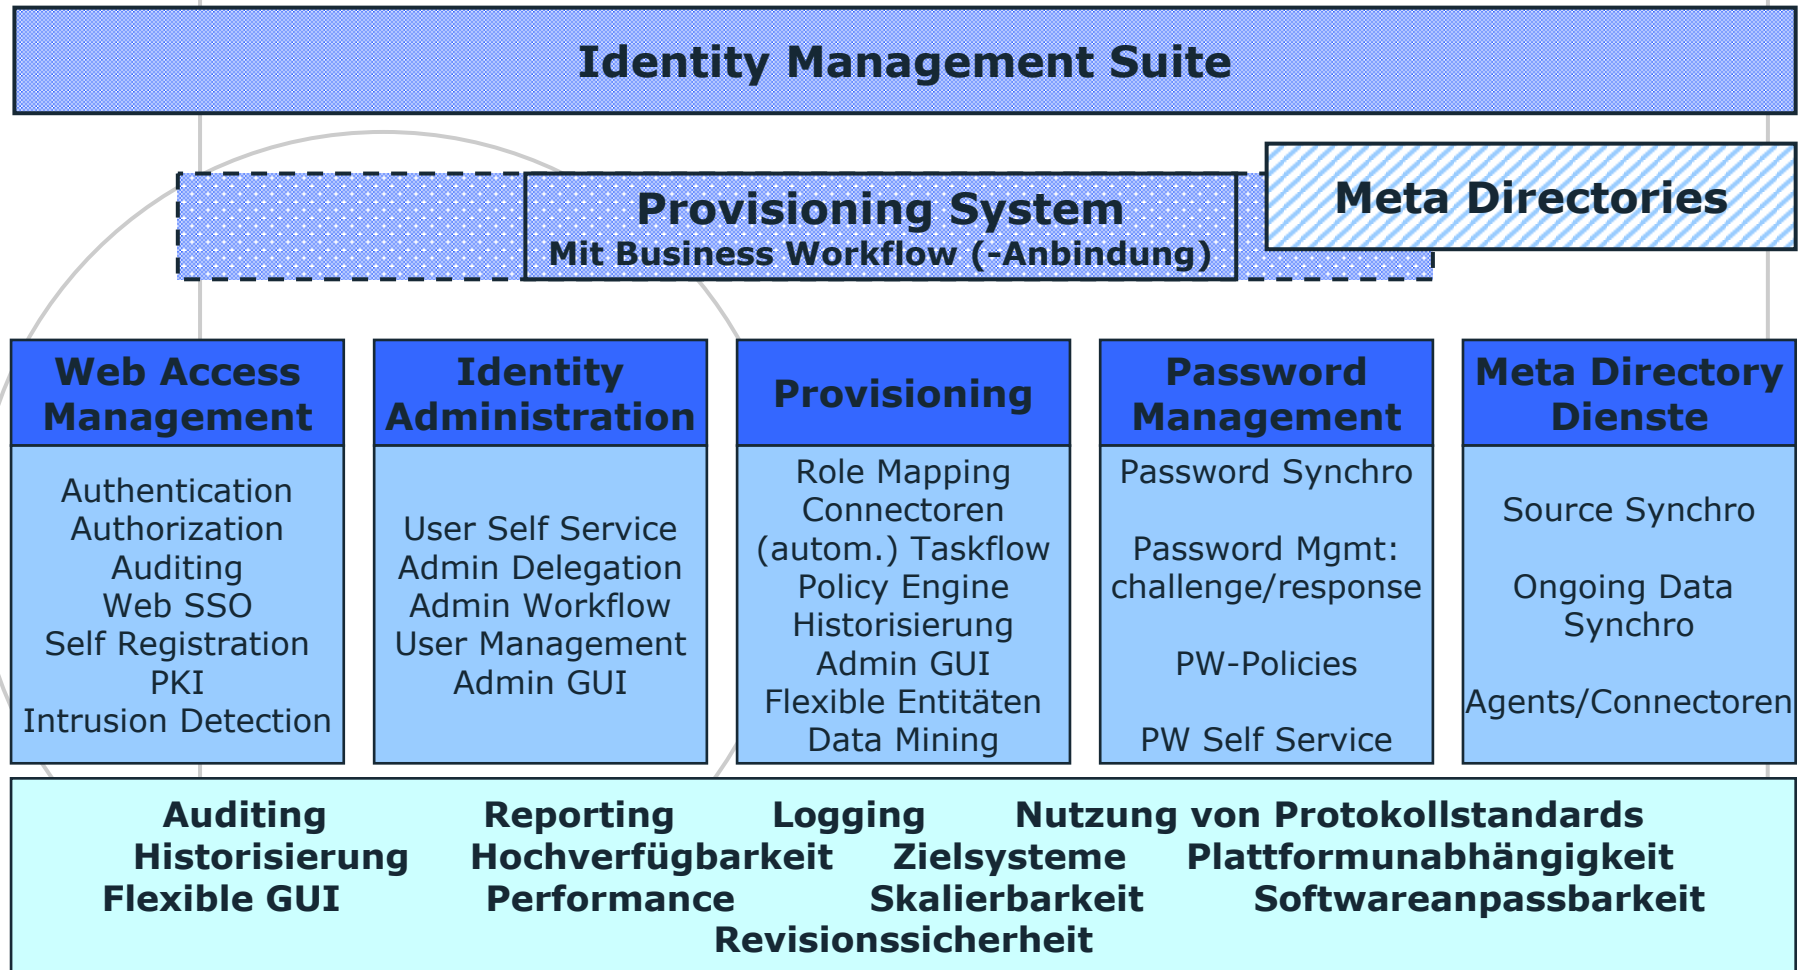 Identity Management Suite
Provisioning System
Mit Business Workflow (-Anbindung)
Meta Directories
Web Access
Management
Authentication
Authorization
Auditing
Web SSO
Self Registration
PKI
Intrusion Detection
Identity
Administration
User Self Service
Admin Delegation
Admin Workflow
User Management
Admin GUI
Provisioning
Role Mapping
Connectoren
(autom.) Taskflow
Policy Engine
Historisierung
Admin GUI
Flexible Entitäten
Data Mining
Password
Management
Password Synchro
Password Mgmt:
challenge/response
PW-Policies
PW Self Service
Meta Directory
Dienste
Source Synchro
Ongoing Data
Synchro
Agents/Connectoren
Auditing Reporting Logging Nutzung von Protokollstandards
Historisierung Hochverfügbarkeit Zielsysteme Plattformunabhängigkeit
Flexible GUI Performance Skalierbarkeit Softwareanpassbarkeit
Revisionssicherheit